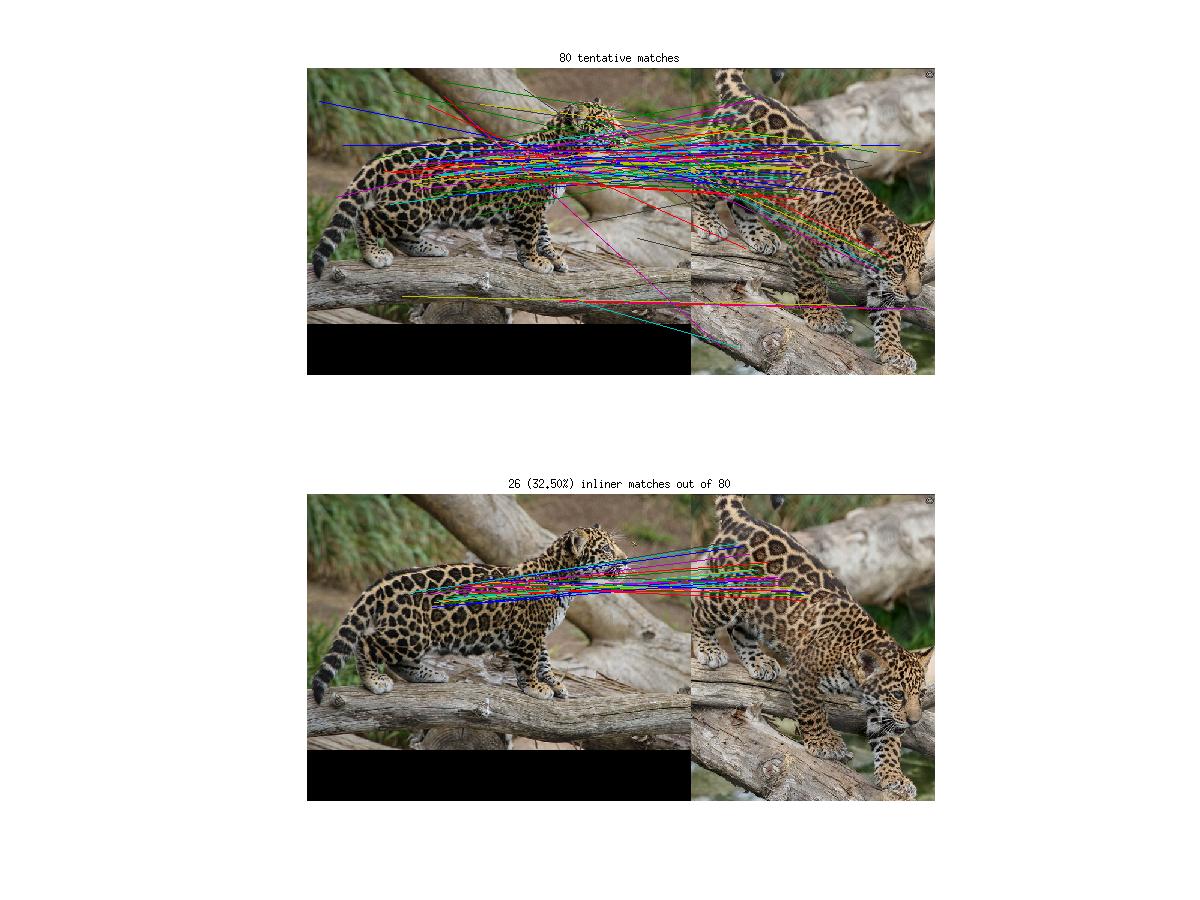 80 tentative matches
26 (32.50%) inliner matches out of 80